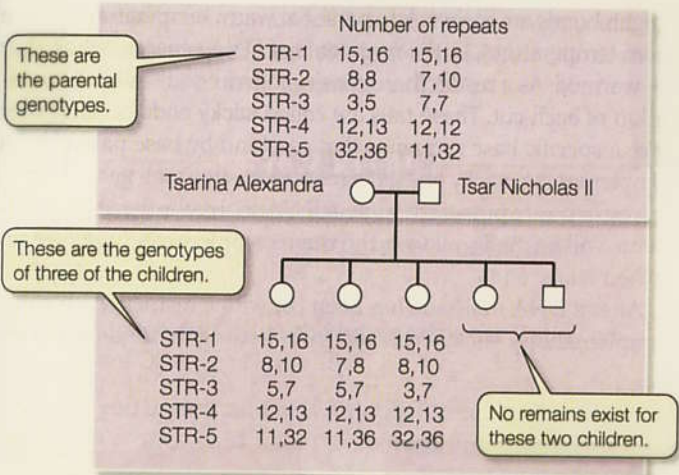 Number of repeats
These are
the parental
genotypes.
STR-1 15,16 15,16
STR-2 8,8 7,10
STR-3 3,5 7,7
STR-4 12,13 12,12
STR-5 32,36 11,32
Tsarina Alexandra Tsar Nicholas II
These are the genotypes
of three of the children.
STR-1 15,16 15,16 15,16
STR-2 8,10 7,8 8,10
STR-3 5,7 5,7 3,7
STR-4 12,13 12,13 12,13
STR-5 11,32 11,36 32,36
No remains exist for
these two children.